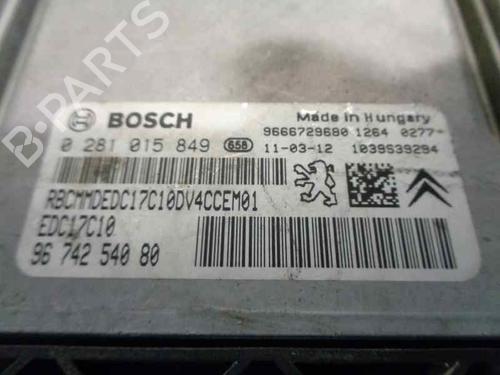 BOSCH
Made in Hungary
9666729680 1264 0277-
0 281 015 849 658 11-03-12 1039S39294
RBCMMDEDC17C10DV4CCEM01
EDC17C10
96 742 540 80
B-PARTS